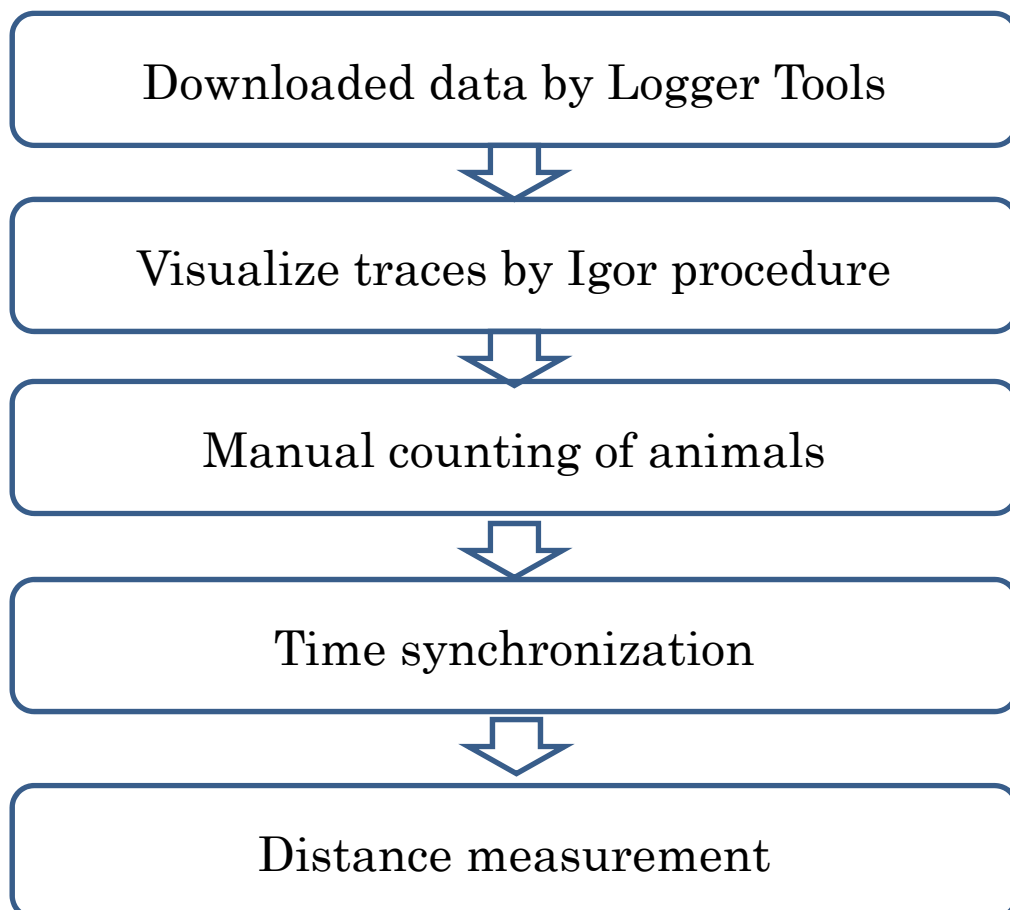 Downloaded data by Logger Tools
Visualize traces by Igor procedure
Manual counting of animals
Time synchronization
Distance measurement